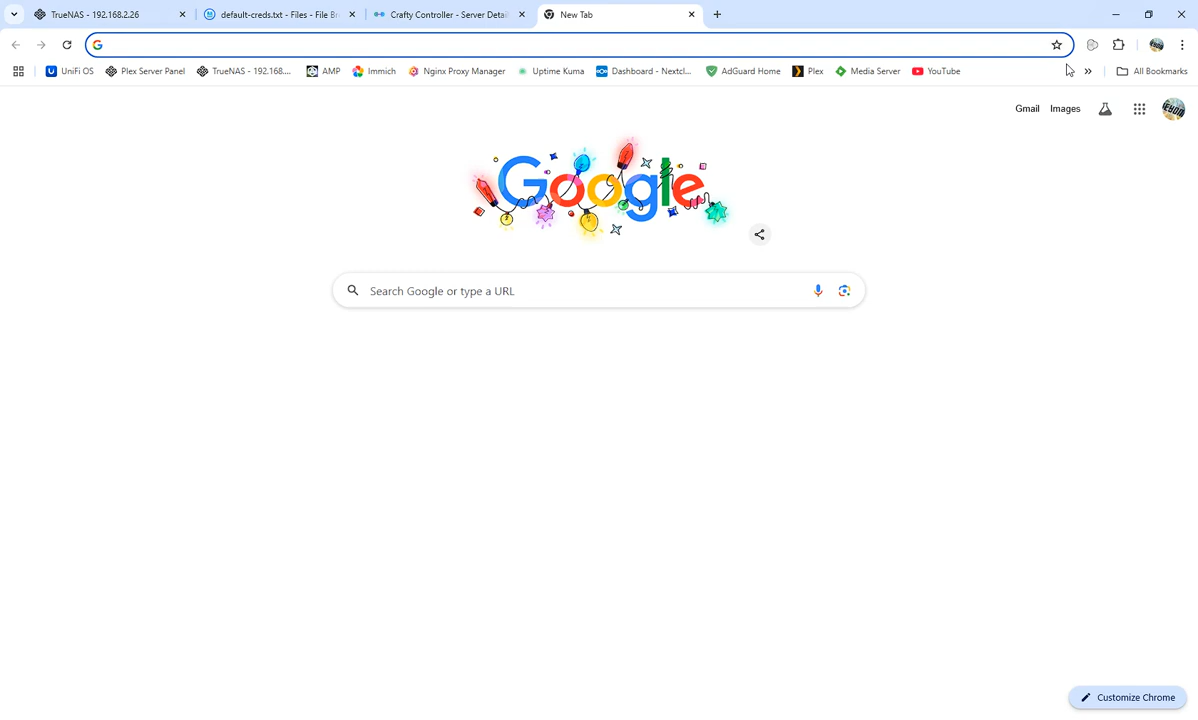 TrueNAS - 192.168.2.26
default-creds.txt - Files - File Br
Crafty Controller - Server Detail
New Tab
UniFi OS
Plex Server Panel
TrueNAS - 192.168....
AMP
Immich
Nginx Proxy Manager
Uptime Kuma
Dashboard - Nextcl...
AdGuard Home
Plex
Media Server
YouTube
All Bookmarks
Gmail
Images
Google
Search Google or type a URL
Customize Chrome